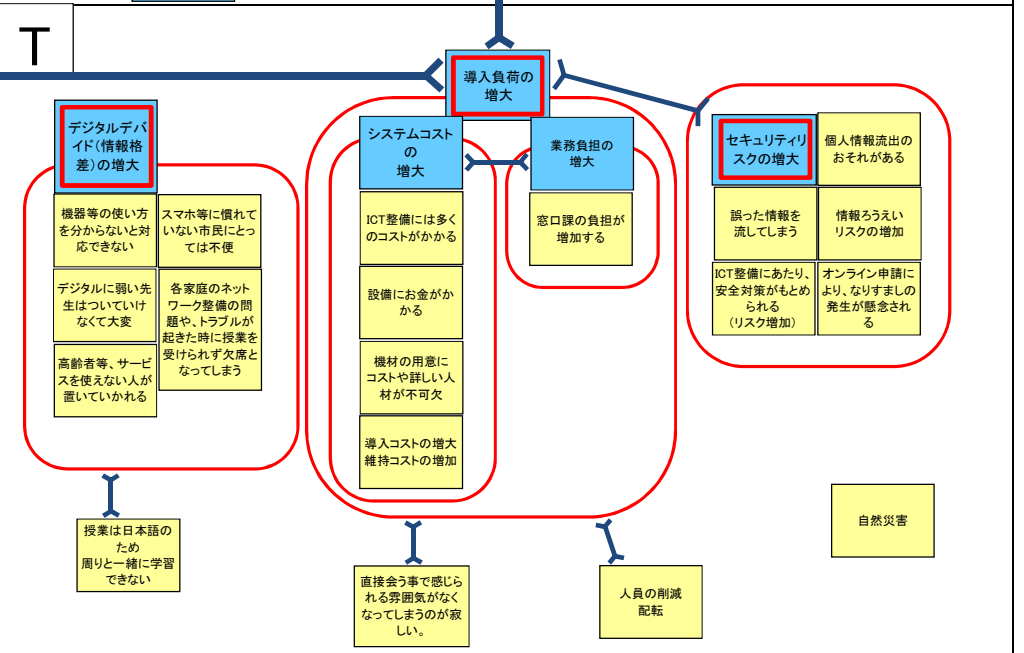 T
導入負荷の
増大
デジタルデバ
イド(情報格
差)の増大
機器等の使い方
を分からないと対
応できない
スマホ等に慣れて
いない市民にとっ
ては不便
デジタルに弱い先
生はついていけ
なくて大変
各家庭のネット
ワーク整備の問
題や、トラブルが
起きた時に授業を
受けられず欠席と
なってしまう
高齢者等、サービ
スを使えない人が
置いていかれる
授業は日本語の
ため
周りと一緒に学習
できない
システムコスト
の
増大
ICT整備には多く
のコストがかかる
設備にお金がか
かる
機材の用意に
コストや詳しい人
材が不可欠
導入コストの増大
維持コストの増加
業務負担の
増大
窓口課の負担が
増加する
直接会う事で感じら
れる雰囲気がなく
なってしまうのが寂
しい。
人員の削減
配転
セキュリティリ
スクの増大
個人情報流出の
おそれがある
誤った情報を
流してしまう
情報ろうえい
リスクの増加
ICT整備にあたり、
安全対策がもとめ
られる
(リスク増加)
オンライン申請に
より、なりすましの
発生が懸念され
る
自然災害